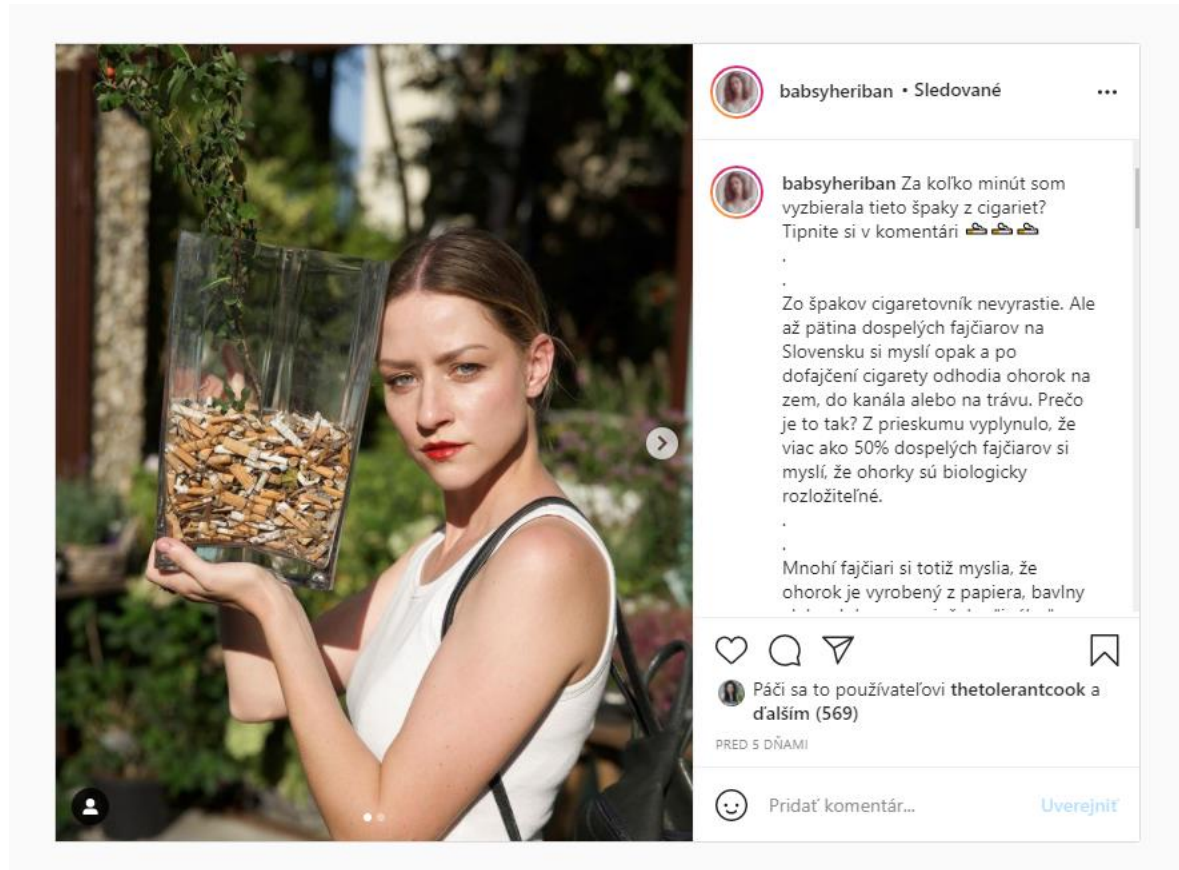 babsyheriban • Sledované
babsyheriban Za koľko minút som
vyzbierala tieto špaky z cigariet?
Tipnite si v komentári 🚬🚬🚬
.
.
Zo špakov cigaretovník nevyrastie. Ale
až pätina dospelých fajčiarov na
Slovensku si myslí opak a po
dofajčení cigarety odhodia ohorok na
zem, do kanála alebo na trávu. Prečo
je to tak? Z prieskumu vyplynulo, že
viac ako 50% dospelých fajčiarov si
myslí, že ohorky sú biologicky
rozložiteľné.
.
.
Mnohí fajčiari si totiž myslia, že
ohorok je vyrobený z papiera, bavlny
Páči sa to používateľovi thetolerantcook a
ďalším (569)
PRED 5 DŇAMI
Pridať komentár...
Uverejniť